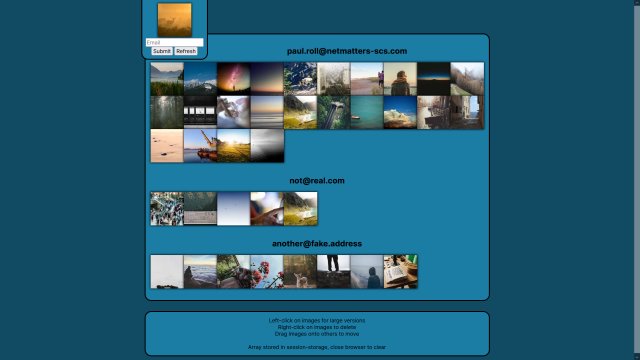 Email
Submit
Refresh
paul.roll@netmatters-scs.com
not@real.com
another@fake.address
Left-click on images for large versions
Right-click on images to delete
Drag images onto others to move
Array stored in session-storage, close browser to clear.